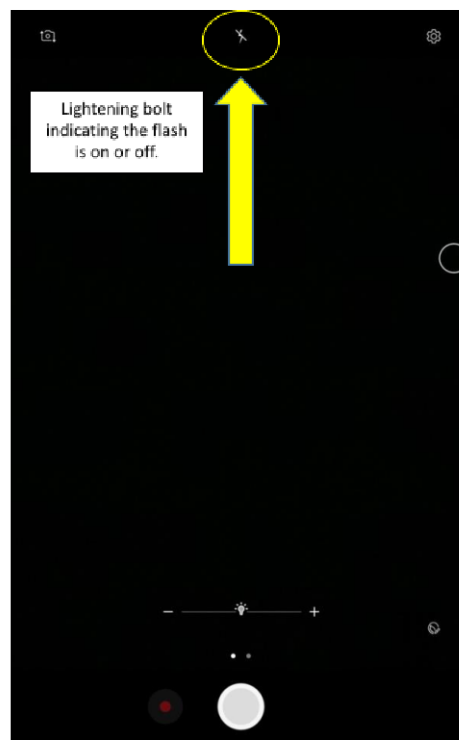 Lightening bolt
indicating the flash
is on or off.